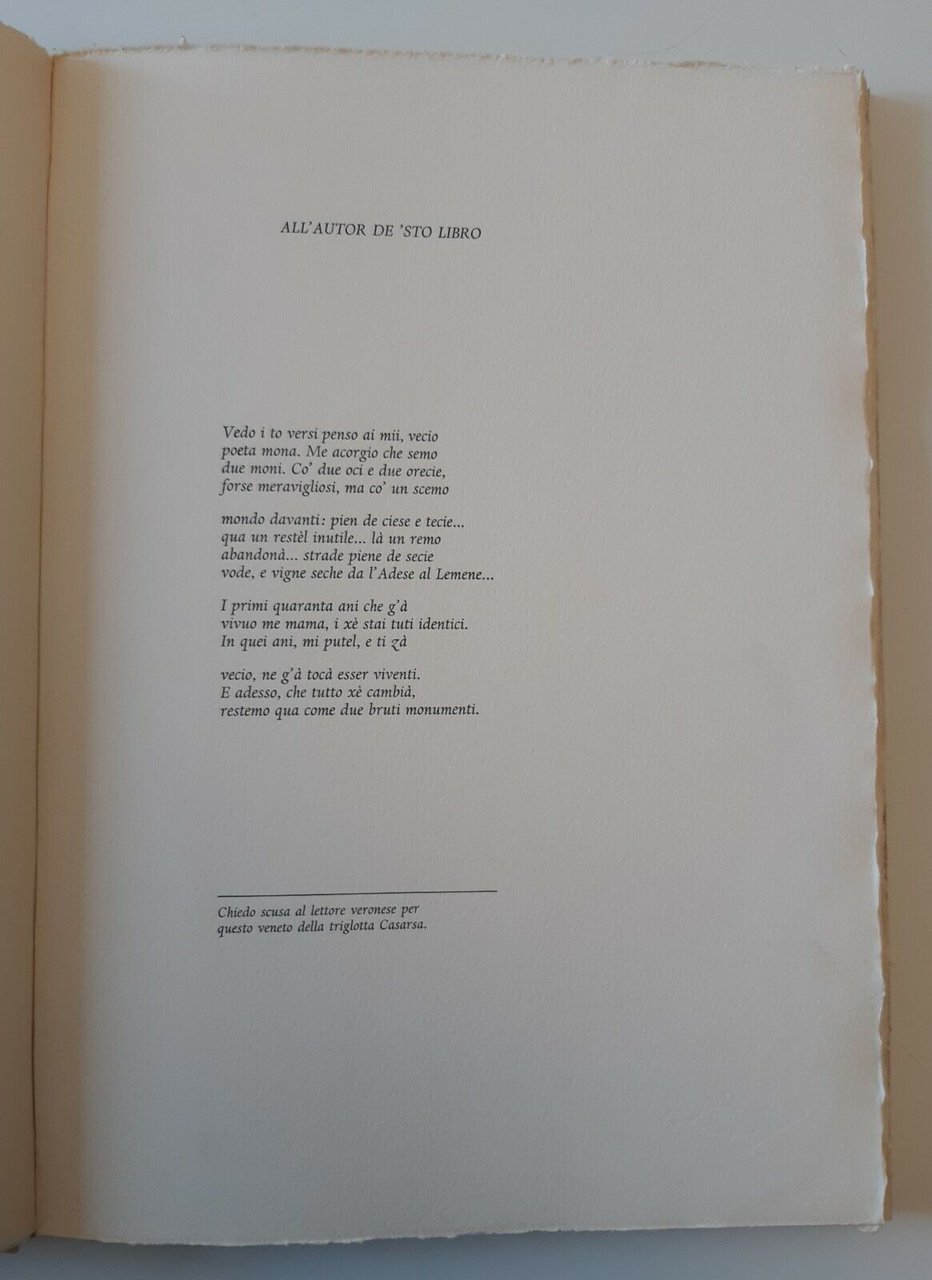 ALL'AUTOR DE 'STO LIBRO
Vedo i to versi penso ai mii, vecio
poeta mona. Me acorgio che semo
due moni. Co' due oci e due orecie,
forse meravigliosi, ma co' un scemo
mondo davanti: pien de ciese e tecie...
qua un restèl inutile... là un remo
abandonà... strade piene de secie
vode, e vigne seche da l'Adese al Lemene...
I primi quaranta ani che g'à
vivuo me mama, i xè stai tuti identici.
In quei ani, mi putel, e ti zà
vecio, ne g'à tocà esser viventi.
E adesso, che tutto xè cambià,
restemo qua come due bruti monumenti.
Chiedo scusa al lettore veronese per
questo veneto della triglotta Casarsa.